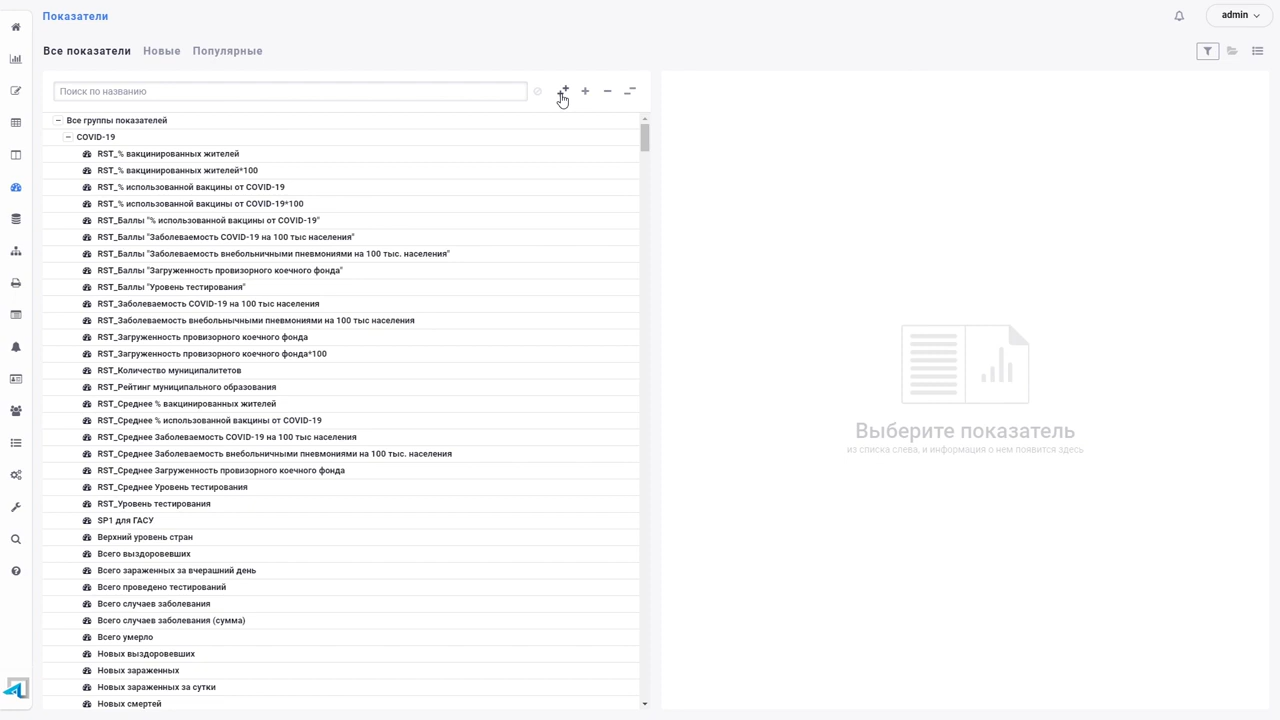 Показатели
admin
Все показатели Новые Популярные
Поиск по названию
Все группы показателей
COVID-19
RST_% вакцинированных жителей
RST_% вакцинированных жителей*100
RST_% использованной вакцины от COVID-19
RST_% использованной вакцины от COVID-19*100
RST_Баллы "% использованной вакцины от COVID-19"
RST_Баллы "Заболеваемость COVID-19 на 100 тыс населения"
RST_Баллы "Заболеваемость внебольничными пневмониями на 100 тыс. населения"
RST_Баллы "Загруженность провизорного коечного фонда"
RST_Баллы "Уровень тестирования"
RST_Заболеваемость COVID-19 на 100 тыс населения
RST_Заболеваемость внебольнычными пневмониями на 100 тыс населения
RST_Загруженность провизорного коечного фонда
RST_Загруженность провизорного коечного фонда*100
RST_Количество муниципалитетов
RST_Рейтинг муниципального образования
RST_Среднее % вакцинированных жителей
RST_Среднее % использованной вакцины от COVID-19
RST_Среднее Заболеваемость COVID-19 на 100 тыс населения
RST_Среднее Заболеваемость внебольничными пневмониями на 100 тыс. населения
RST_Среднее Загруженность провизорного коечного фонда
RST_Среднее Уровень тестирования
RST_Уровень тестирования
SP1 для ГАСУ
Верхний уровень стран
Всего выздоровевших
Всего зараженных за вчерашний день
Всего проведено тестирований
Всего случаев заболевания
Всего случаев заболевания (сумма)
Всего умерло
Новых выздоровевших
Новых зараженных
Новых зараженных за сутки
Новых смертей
Выберите показатель
из списка слева, и информация о нем появится здесь